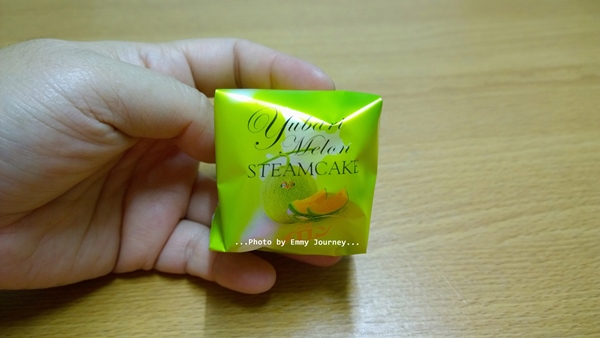 Yubari
Melon
STEAMCAKE
...Photo by Emmy Journey...